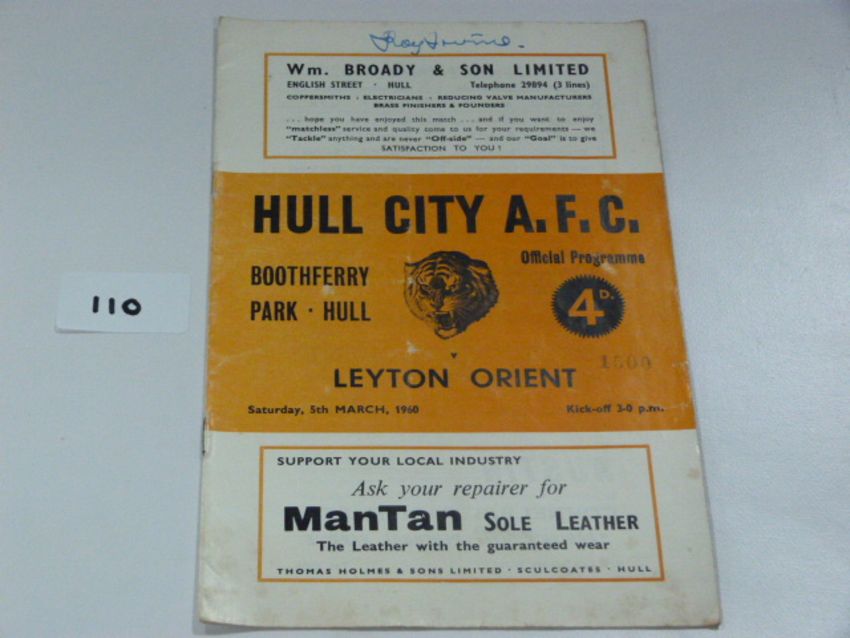 Roy Irvine.
Wm. BROADY & SON LIMITED
ENGLISH STREET · HULL Telephone 29894 (3 lines)
COPPERSMITHS · ELECTRICIANS · REDUCING VALVE MANUFACTURERS
BRASS FINISHERS & FOUNDERS
. . . hope you have enjoyed this match . . . and if you want to enjoy
"matchless" service and quality come to us for your requirements — we
"Tackle" anything and are never "Off-side" — and our "Goal" is to give
SATISFACTION TO YOU !
HULL CITY A.F.C.
Official Programme
BOOTHFERRY
PARK · HULL
4D.
110
v
1500
LEYTON ORIENT
Saturday, 5th MARCH, 1960 Kick-off 3-0 p.m.
SUPPORT YOUR LOCAL INDUSTRY
Ask your repairer for
ManTan SOLE LEATHER
The Leather with the guaranteed wear
THOMAS HOLMES & SONS LIMITED · SCULCOATES · HULL